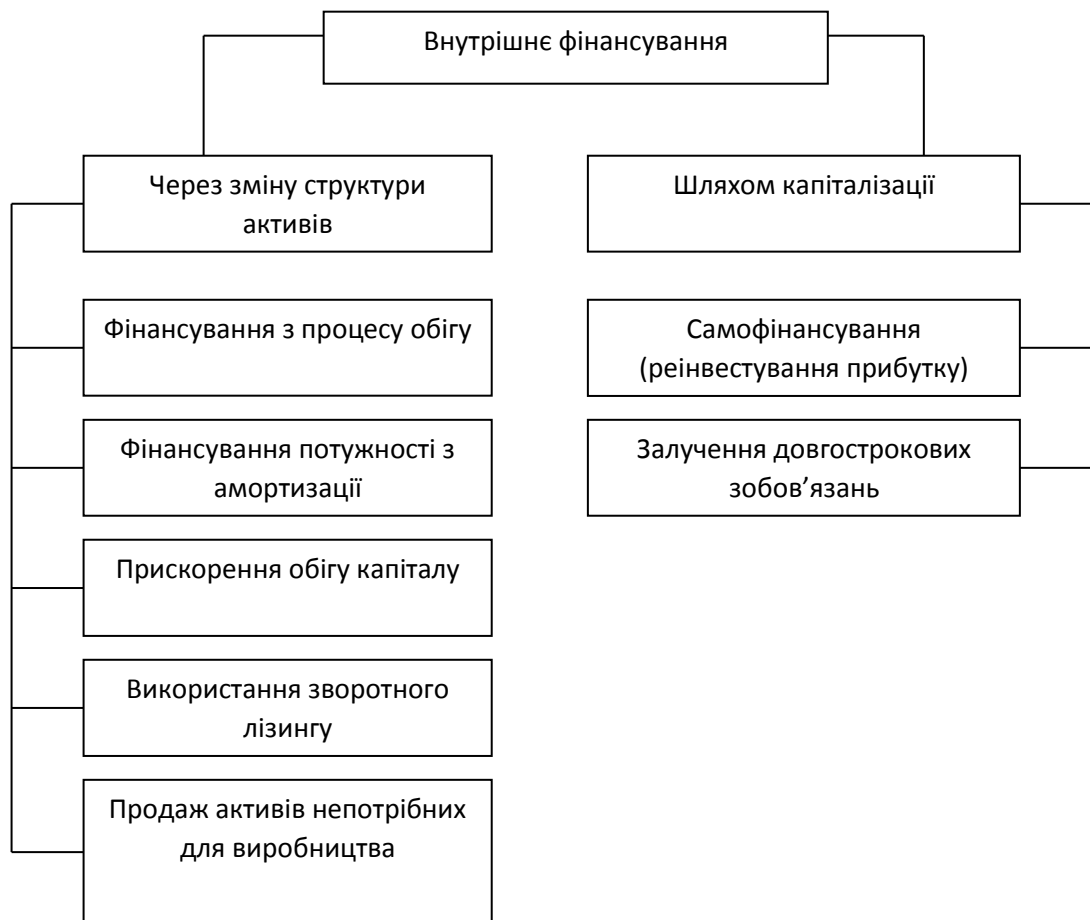 Внутрішнє фінансування
Через зміну структури
активів
Шляхом капіталізації
Фінансування з процесу обігу
Самофінансування
(реінвестування прибутку)
Фінансування потужності з
амортизації
Залучення довгострокових
зобов’язань
Прискорення обігу капіталу
Використання зворотного
лізингу
Продаж активів непотрібних
для виробництва